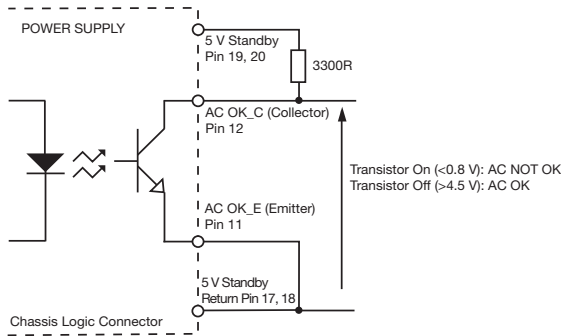 POWER SUPPLY
5 V Standby
Pin 19, 20
3300R
AC OK_C (Collector)
Pin 12
Transistor On (<0.8 V): AC NOT OK
Transistor Off (>4.5 V): AC OK
AC OK_E (Emitter)
Pin 11
5 V Standby
Return Pin 17, 18
Chassis Logic Connector